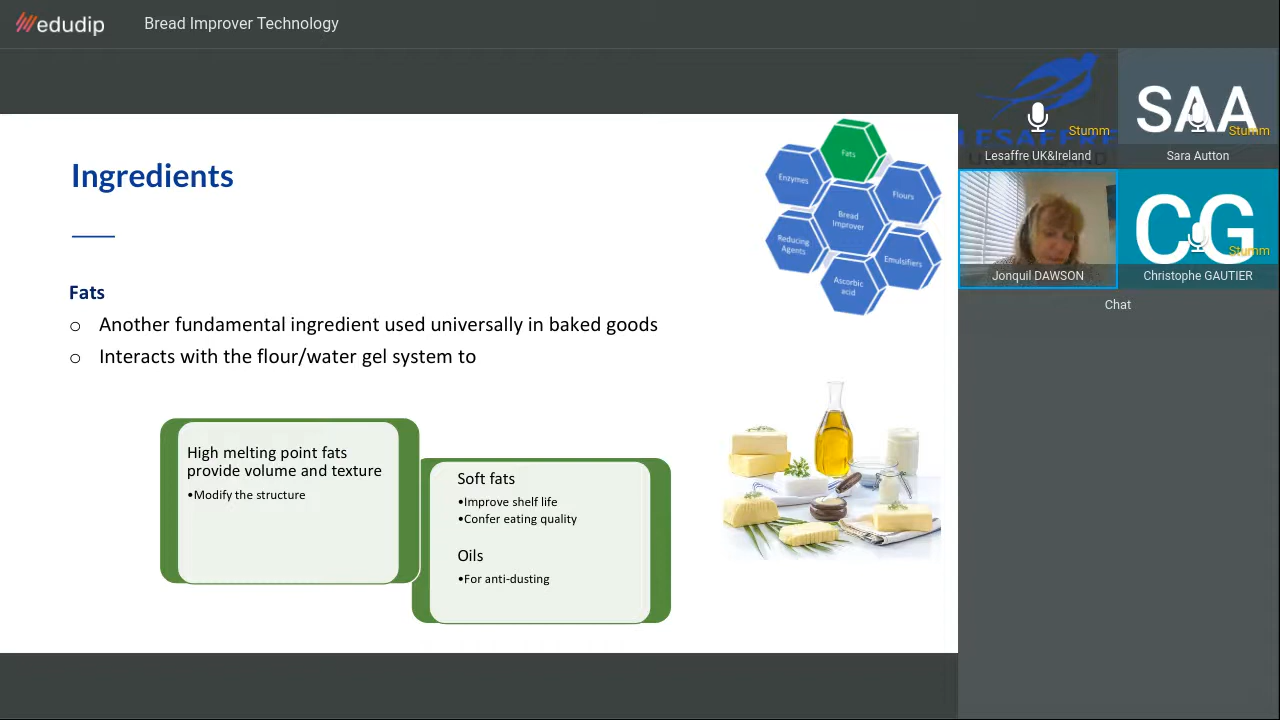 edudip
Bread Improver Technology
Ingredients
Fats
Enzymes
Flours
Bread
Improver
Reducing
Agents
Emulsifiers
Ascorbic
acid
Fats
o Another fundamental ingredient used universally in baked goods
o Interacts with the flour/water gel system to
High melting point fats
provide volume and texture
•Modify the structure
Soft fats
•Improve shelf life
•Confer eating quality
Oils
•For anti-dusting
LESAFFRE
Stumm
Lesaffre UK&Ireland
SAA
Stumm
Sara Autton
Jonquil DAWSON
CG
Stumm
Christophe GAUTIER
Chat